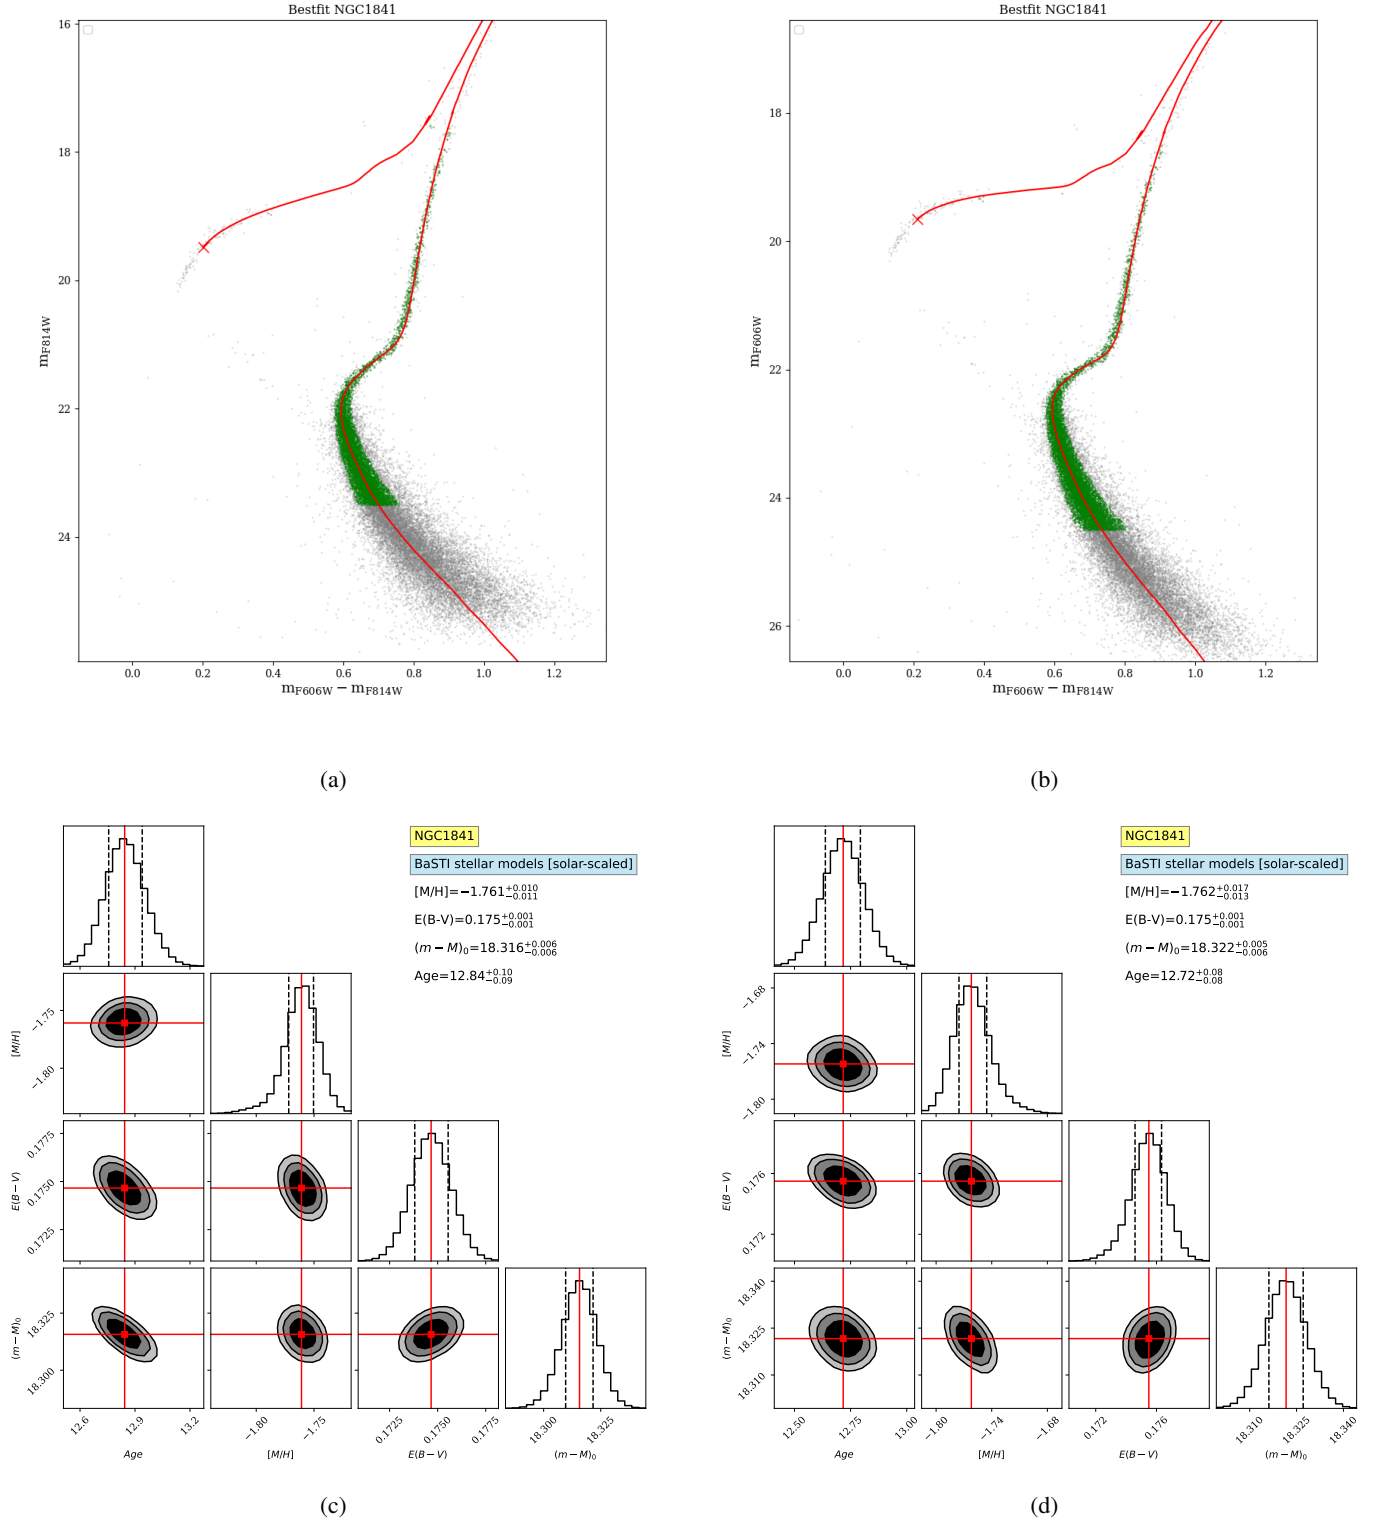 Bestfit NGC1841
16
18
20
22
24
m_F814W
0.0 0.2 0.4 0.6 0.8 1.0 1.2
m_F606W − m_F814W
(a)
Bestfit NGC1841
18
20
22
24
26
m_F606W
0.0 0.2 0.4 0.6 0.8 1.0 1.2
m_F606W − m_F814W
(b)
NGC1841
BaSTI stellar models [solar-scaled]
[M/H]=−1.761^{+0.010}_{−0.011}
E(B-V)=0.175^{+0.001}_{−0.001}
(m − M)₀=18.316^{+0.006}_{−0.006}
Age=12.84^{+0.10}_{−0.09}
[M/H]
−1.75
−1.80
E(B − V)
0.1775
0.1750
0.1725
(m − M)₀
18.325
18.300
12.6 12.9 13.2
−1.80 −1.75
0.1725 0.1750 0.1775
18.300 18.325
Age
[M/H]
E(B − V)
(m − M)₀
(c)
NGC1841
BaSTI stellar models [solar-scaled]
[M/H]=−1.762^{+0.017}_{−0.013}
E(B-V)=0.175^{+0.001}_{−0.001}
(m − M)₀=18.322^{+0.005}_{−0.006}
Age=12.72^{+0.08}_{−0.08}
[M/H]
−1.68
−1.74
−1.80
E(B − V)
0.176
0.172
(m − M)₀
18.340
18.325
18.310
12.50 12.75 13.00
−1.80 −1.74 −1.68
0.172 0.176
18.310 18.325 18.340
Age
[M/H]
E(B − V)
(m − M)₀
(d)